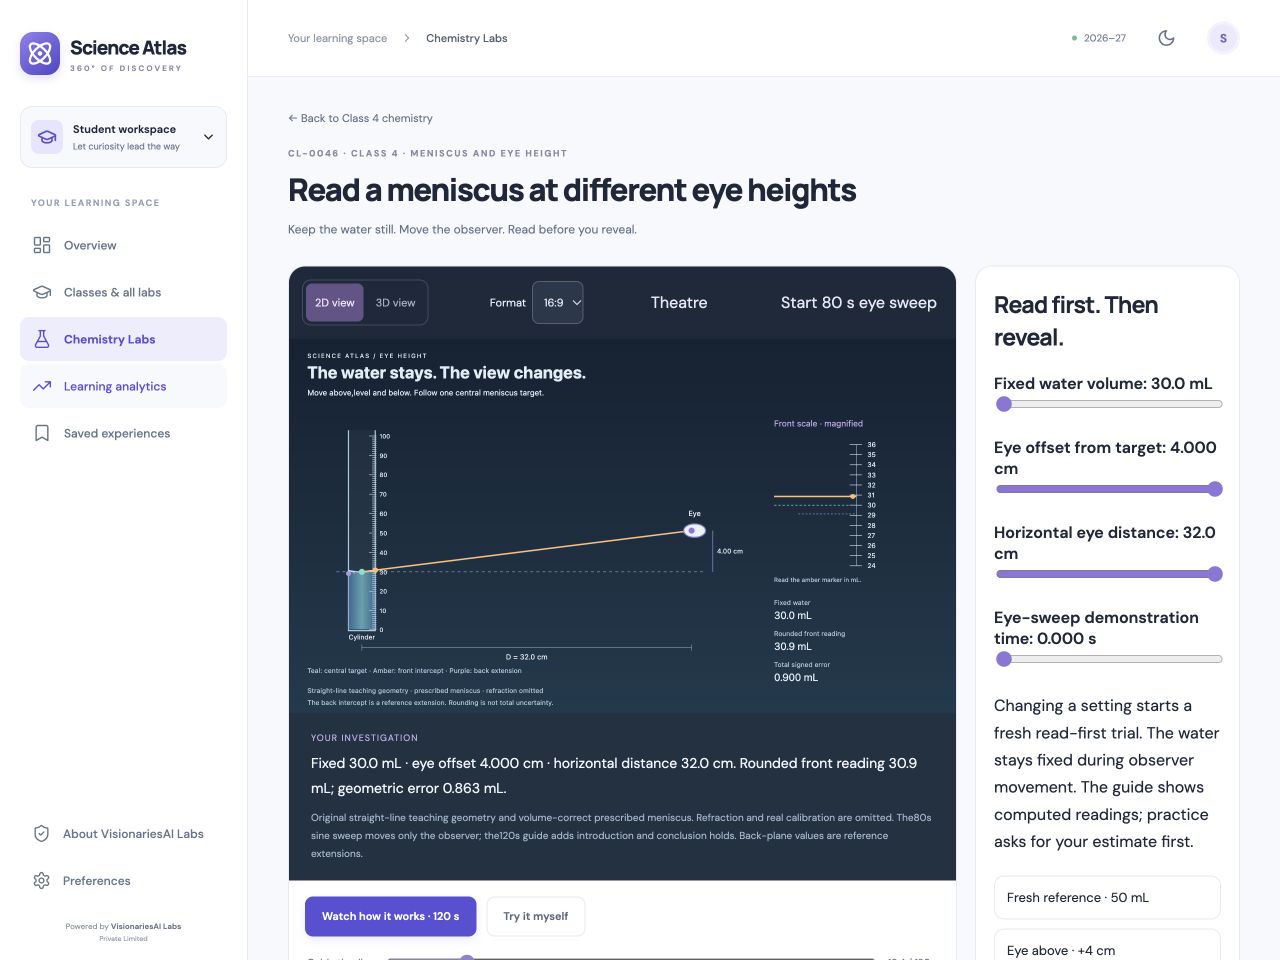 Science Atlas
360° OF DISCOVERY
Student workspace
Let curiosity lead the way
YOUR LEARNING SPACE
Overview
Classes & all labs
Chemistry Labs
Learning analytics
Saved experiences
About VisionariesAI Labs
Preferences
Powered by VisionariesAI Labs
Private Limited
Your learning space > Chemistry Labs
2026–27
S
← Back to Class 4 chemistry
CL-0046 · CLASS 4 · MENISCUS AND EYE HEIGHT
Read a meniscus at different eye heights
Keep the water still. Move the observer. Read before you reveal.
2D view
3D view
Format
16:9
Theatre
Start 80 s eye sweep
SCIENCE ATLAS / EYE HEIGHT
The water stays. The view changes.
Move above,level and below. Follow one central meniscus target.
100
90
80
70
60
50
40
30
20
10
0
Cylinder
Eye
4.00 cm
D = 32.0 cm
Front scale · magnified
36
35
34
33
32
31
30
29
28
27
26
25
24
Read the amber marker in mL.
Fixed water
30.0 mL
Rounded front reading
30.9 mL
Total signed error
0.900 mL
Teal: central target · Amber: front intercept · Purple: back extension
Straight-line teaching geometry · prescribed meniscus · refraction omitted
The back intercept is a reference extension. Rounding is not total uncertainty.
YOUR INVESTIGATION
Fixed 30.0 mL · eye offset 4.000 cm · horizontal distance 32.0 cm. Rounded front reading 30.9
mL; geometric error 0.863 mL.
Original straight-line teaching geometry and volume-correct prescribed meniscus. Refraction and real calibration are omitted. The80s
sine sweep moves only the observer; the120s guide adds introduction and conclusion holds. Back-plane values are reference
extensions.
Watch how it works · 120 s
Try it myself
Read first. Then
reveal.
Fixed water volume: 30.0 mL
Eye offset from target: 4.000
cm
Horizontal eye distance: 32.0
cm
Eye-sweep demonstration
time: 0.000 s
Changing a setting starts a
fresh read-first trial. The water
stays fixed during observer
movement. The guide shows
computed readings; practice
asks for your estimate first.
Fresh reference · 50 mL
Eye above · +4 cm